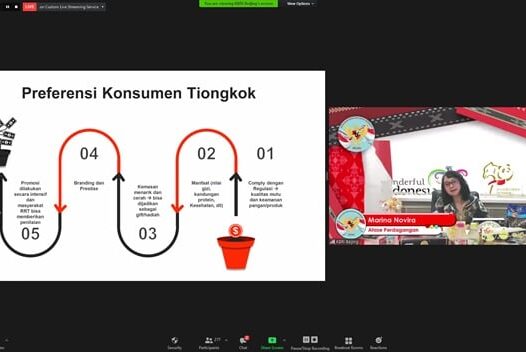 LIVE on Custom Live Streaming Service
You are viewing KBRI Beijing's screen
View Options
Preferensi Konsumen Tiongkok
04
02
01
Promosi
dilakukan
secara intensif
dan
masyarakat
RRT bisa
memberikan
penilaian
Branding dan
Prestise
Kemasan
menarik dan
cerah → bisa
dijadikan
sebagai
gift/hadiah
Manfaat (nilai
gizi,
kandungan
protein,
Kesehatan, dll)
Comply dengan
Regulasi →
kualitas mutu
dan keamanan
pangan/produk
05
03
$
Wonderful
Indonesia
Marina Novira
Atase Perdagangan
KBRI Beijing
Security
Participants
Chat
Share Screen
Pause/Stop Recording
Breakout Rooms
Reactions